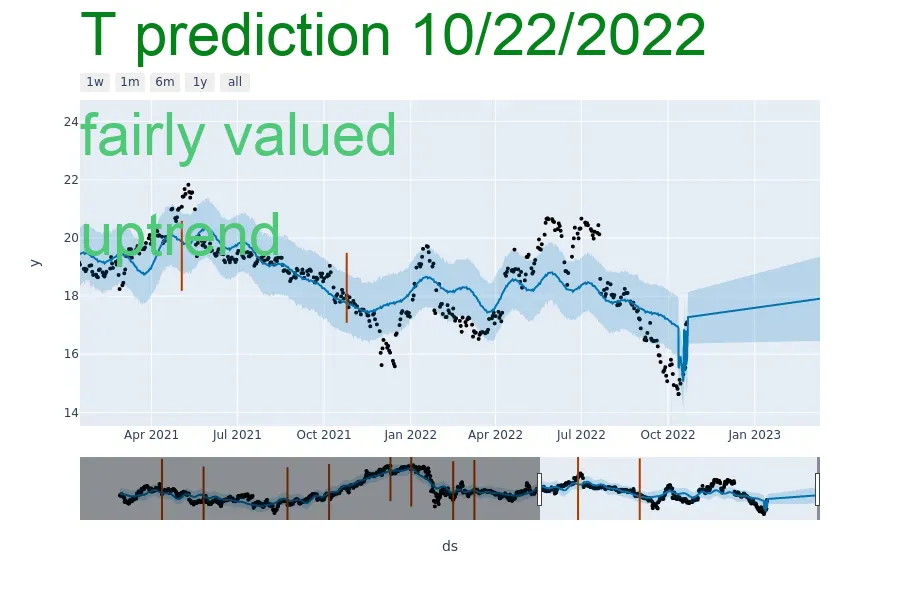 T prediction 10/22/2022
1w 1m 6m 1y all
fairly valued
uptrend
24
22
20
18
16
14
y
Apr 2021 Jul 2021 Oct 2021 Jan 2022 Apr 2022 Jul 2022 Oct 2022 Jan 2023
ds